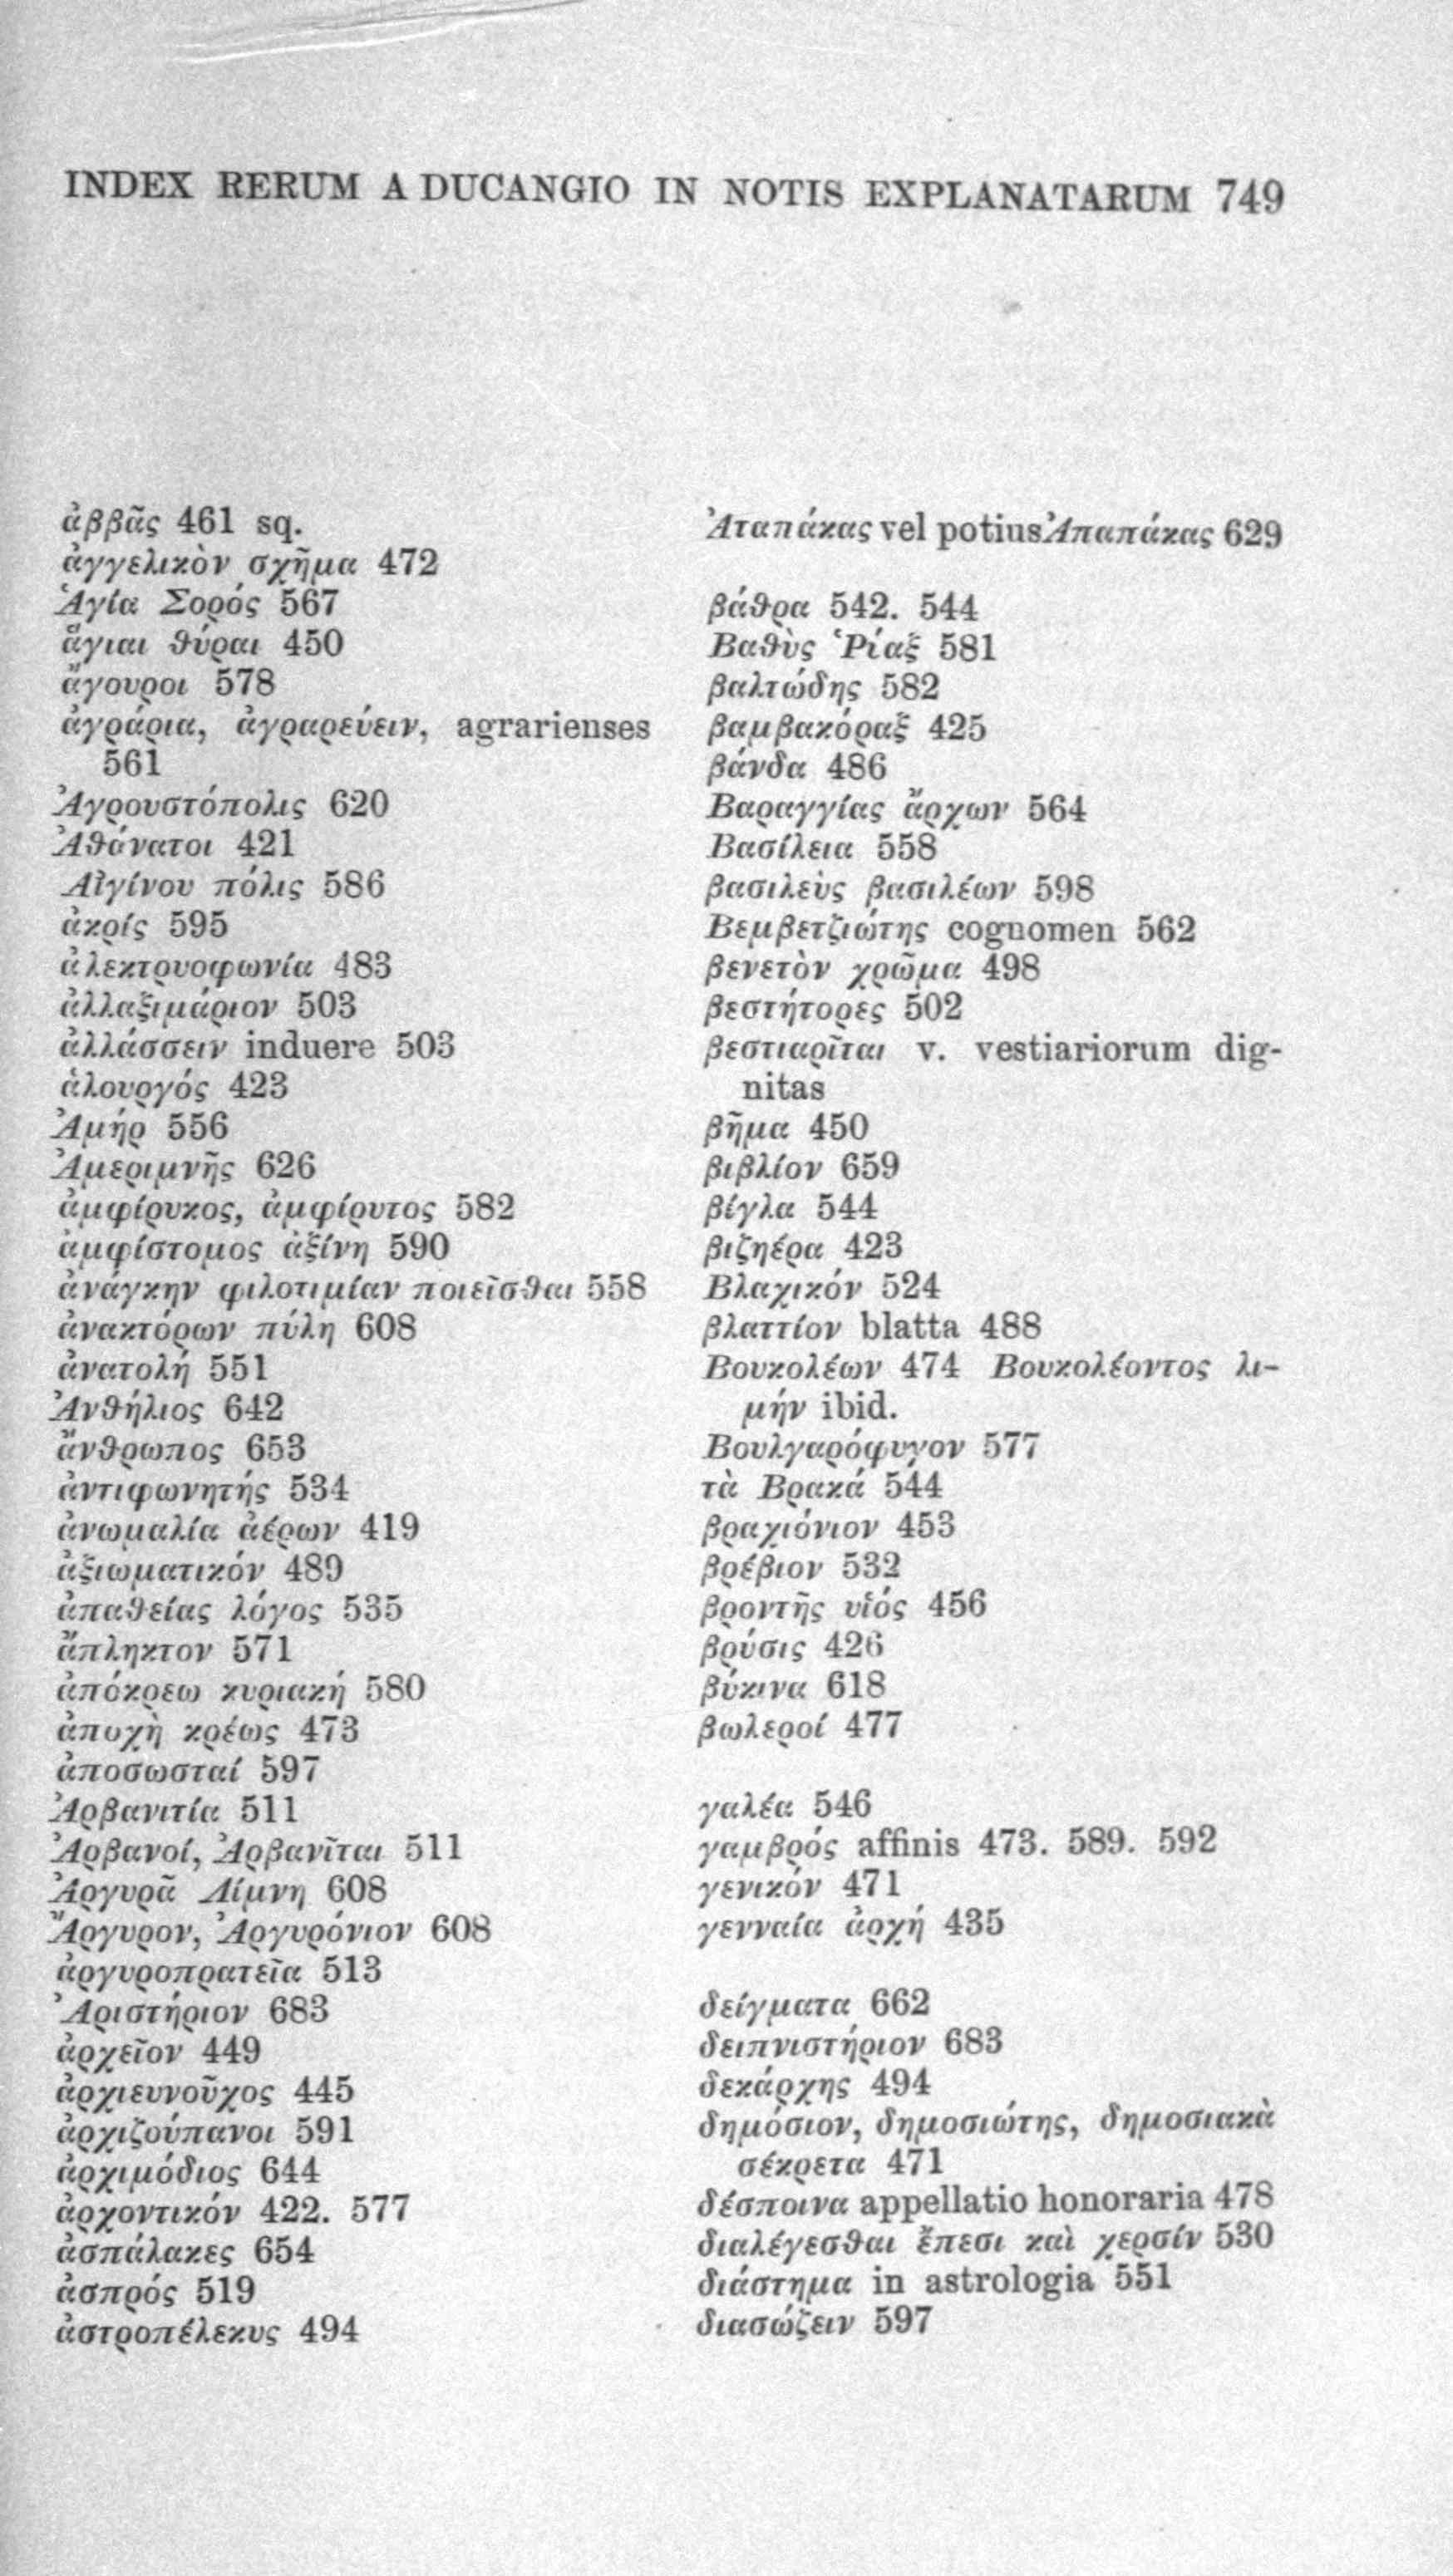 INDEX RERUM A DUCANGIO IN NOTIS EXPLANATARUM 749
ἀββᾶς 461 sq.
ἀγγελικὸν σχῆμα 472
Ἁγία Σορός 567
ἅγιαι θύραι 450
ἄγουροι 578
ἀγράρια, ἀγραρεύειν, agrarienses
561
Ἀγρουστόπολις 620
Ἀθάνατοι 421
Αἰγίνου πόλις 586
ἀκρίς 595
ἀλεκτρυοφωνία 483
ἀλλαξιμάριον 503
ἀλλάσσειν induere 503
ἁλουργός 423
Ἀμήρ 556
Ἀμεριμνῆς 626
ἀμφίρυκος, ἀμφίρυτος 582
ἀμφίστομος ἀξίνη 590
ἀνάγκην φιλοτιμίαν ποιεῖσθαι 558
ἀνακτόρων πύλη 608
ἀνατολή 551
Ἀνθήλιος 642
ἄνθρωπος 653
ἀντιφωνητής 534
ἀνωμαλία ἀέρων 419
ἀξιωματικόν 489
ἀπαθείας λόγος 535
ἄπληκτον 571
ἀπόκρεω κυριακή 580
ἀποχὴ κρέως 473
ἀποσωσταί 597
Ἀρβανιτία 511
Ἀρβανοί, Ἀρβανῖται 511
Ἀργυρᾶ Λίμνη 608
Ἄργυρον, Ἀργυρόνιον 608
ἀργυροπρατεῖα 513
Ἀριστήριον 683
ἀρχεῖον 449
ἀρχιευνοῦχος 445
ἀρχιζούπανοι 591
ἀρχιμόδιος 644
ἀρχοντικόν 422. 577
ἀσπάλακες 654
ἀσπρός 519
ἀστροπέλεκυς 494
Ἀταπάκας vel potius Ἀπαπάκας 629
βάθρα 542. 544
Βαθὺς Ῥίαξ 581
βαλτώδης 582
βαμβακόραξ 425
βάνδα 486
Βαραγγίας ἄρχων 564
Βασίλεια 558
βασιλεὺς βασιλέων 598
Βεμβετζιώτης cognomen 562
βενετὸν χρῶμα 498
βεστήτορες 502
βεστιαρῖται v. vestiariorum dig-
nitas
βῆμα 450
βιβλίον 659
βίγλα 544
βιζηέρα 423
Βλαχικόν 524
βλαττίον blatta 488
Βουκολέων 474 Βουκολέοντος λι-
μήν ibid.
Βουλγαρόφυγον 577
τὰ Βρακά 544
βραχιόνιον 453
βρέβιον 532
βροντῆς υἱός 456
βρύσις 426
βύκινα 618
βωλεροί 477
γαλέα 546
γαμβρός affinis 473. 589. 592
γενικόν 471
γενναία ἀρχή 435
δείγματα 662
δειπνιστήριον 683
δεκάρχης 494
δημόσιον, δημοσιώτης, δημοσιακὰ
σέκρετα 471
δέσποινα appellatio honoraria 478
διαλέγεσθαι ἔπεσι καὶ χερσίν 530
διάστημα in astrologia 551
διασώζειν 597